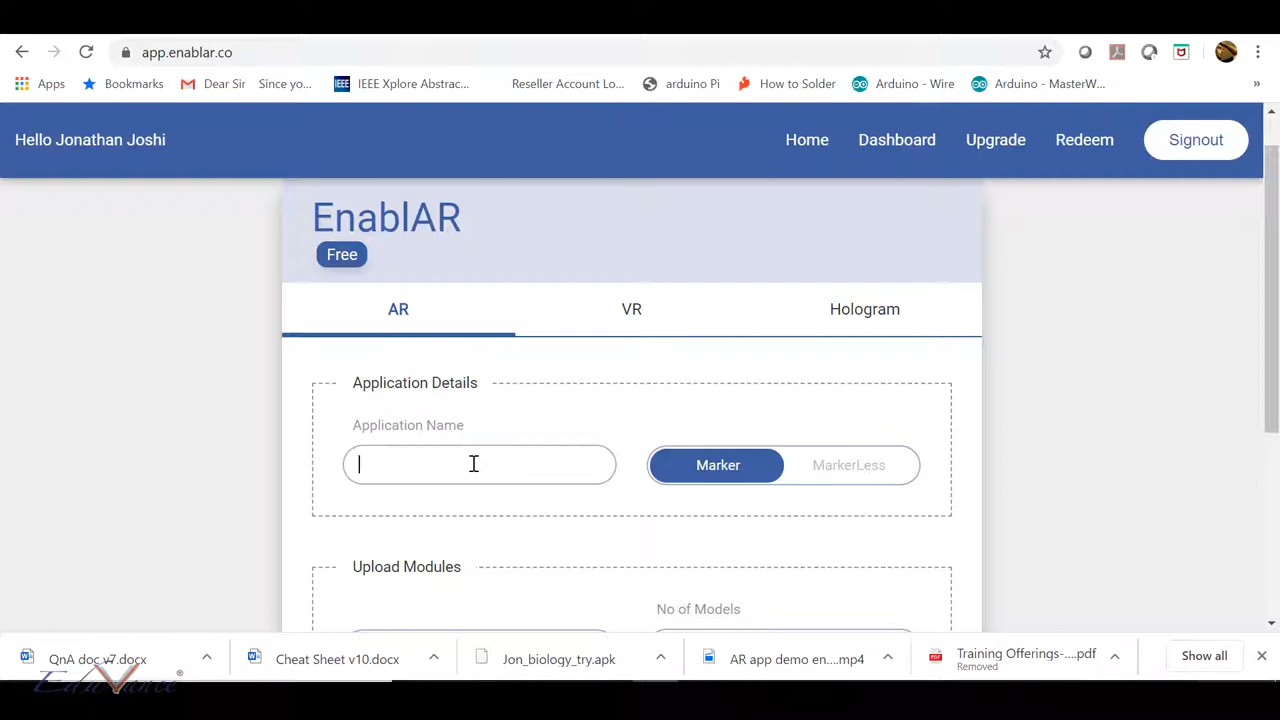 app.enablar.co
Apps Bookmarks Dear Sir Since yo... IEEE IEEE Xplore Abstrac... Reseller Account Lo... arduino Pi How to Solder Arduino - Wire Arduino - MasterW... »
Hello Jonathan Joshi Home Dashboard Upgrade Redeem Signout
EnablAR
Free
AR VR Hologram
Application Details
Application Name
Marker MarkerLess
Upload Modules
No of Models
QnA doc v7.docx Cheat Sheet v10.docx Jon_biology_try.apk AR app demo en....mp4 Training Offerings-....pdf Show all
Removed
EduVance ®